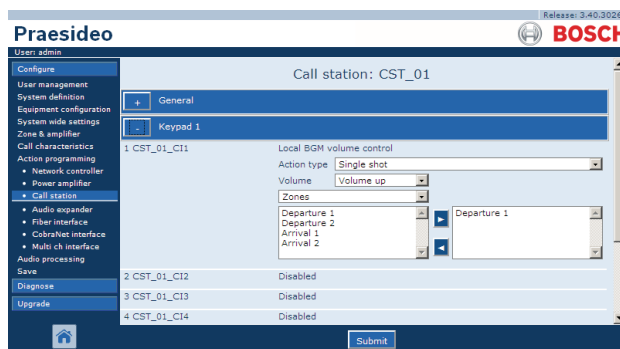 Release: 3.40.3026
Praesideo
BOSCH
User: admin
Configure
User management
System definition
Equipment configuration
System wide settings
Zone & amplifier
Call characteristics
Action programming
• Network controller
• Power amplifier
• Call station
• Audio expander
• Fiber interface
• CobraNet interface
• Multi ch interface
Audio processing
Save
Diagnose
Upgrade
Call station: CST_01
+ General
- Keypad 1
1 CST_01_CI1 Local BGM volume control
Action type Single shot
Volume Volume up
Zones
Departure 1
Departure 2
Arrival 1
Arrival 2
Departure 1
2 CST_01_CI2 Disabled
3 CST_01_CI3 Disabled
4 CST_01_CI4 Disabled
Submit